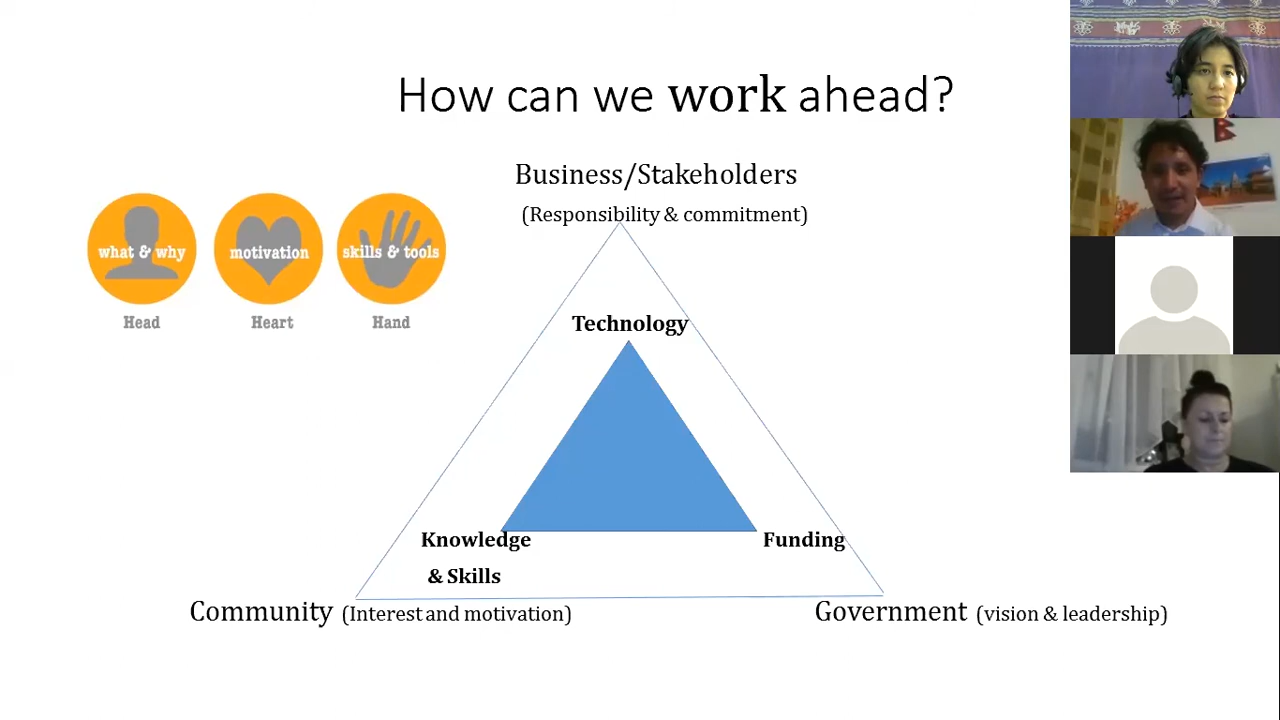 How can we work ahead?
Business/Stakeholders
(Responsibility & commitment)
what & why
motivation
skills & tools
Head
Heart
Hand
Technology
Knowledge
& Skills
Funding
Community (Interest and motivation)
Government (vision & leadership)